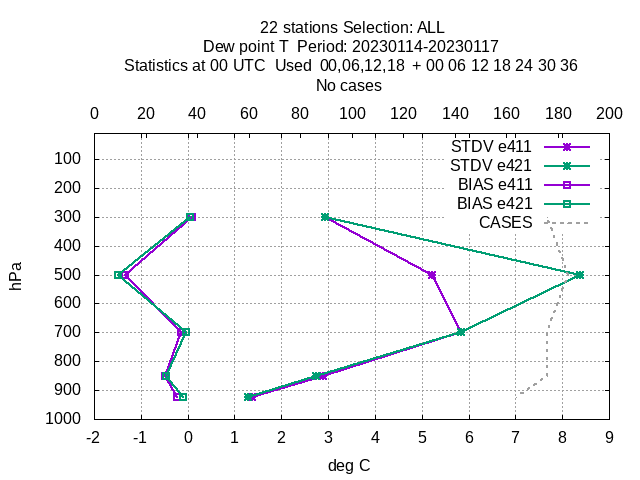 22 stations Selection: ALL
Dew point T  Period: 20230114-20230117
Statistics at 00 UTC  Used  00,06,12,18  + 00 06 12 18 24 30 36
No cases
0 20 40 60 80 100 120 140 160 180 200
STDV e411
STDV e421
BIAS e411
BIAS e421
CASES
100
200
300
400
500
600
700
800
900
1000
hPa
-2 -1 0 1 2 3 4 5 6 7 8 9
deg C